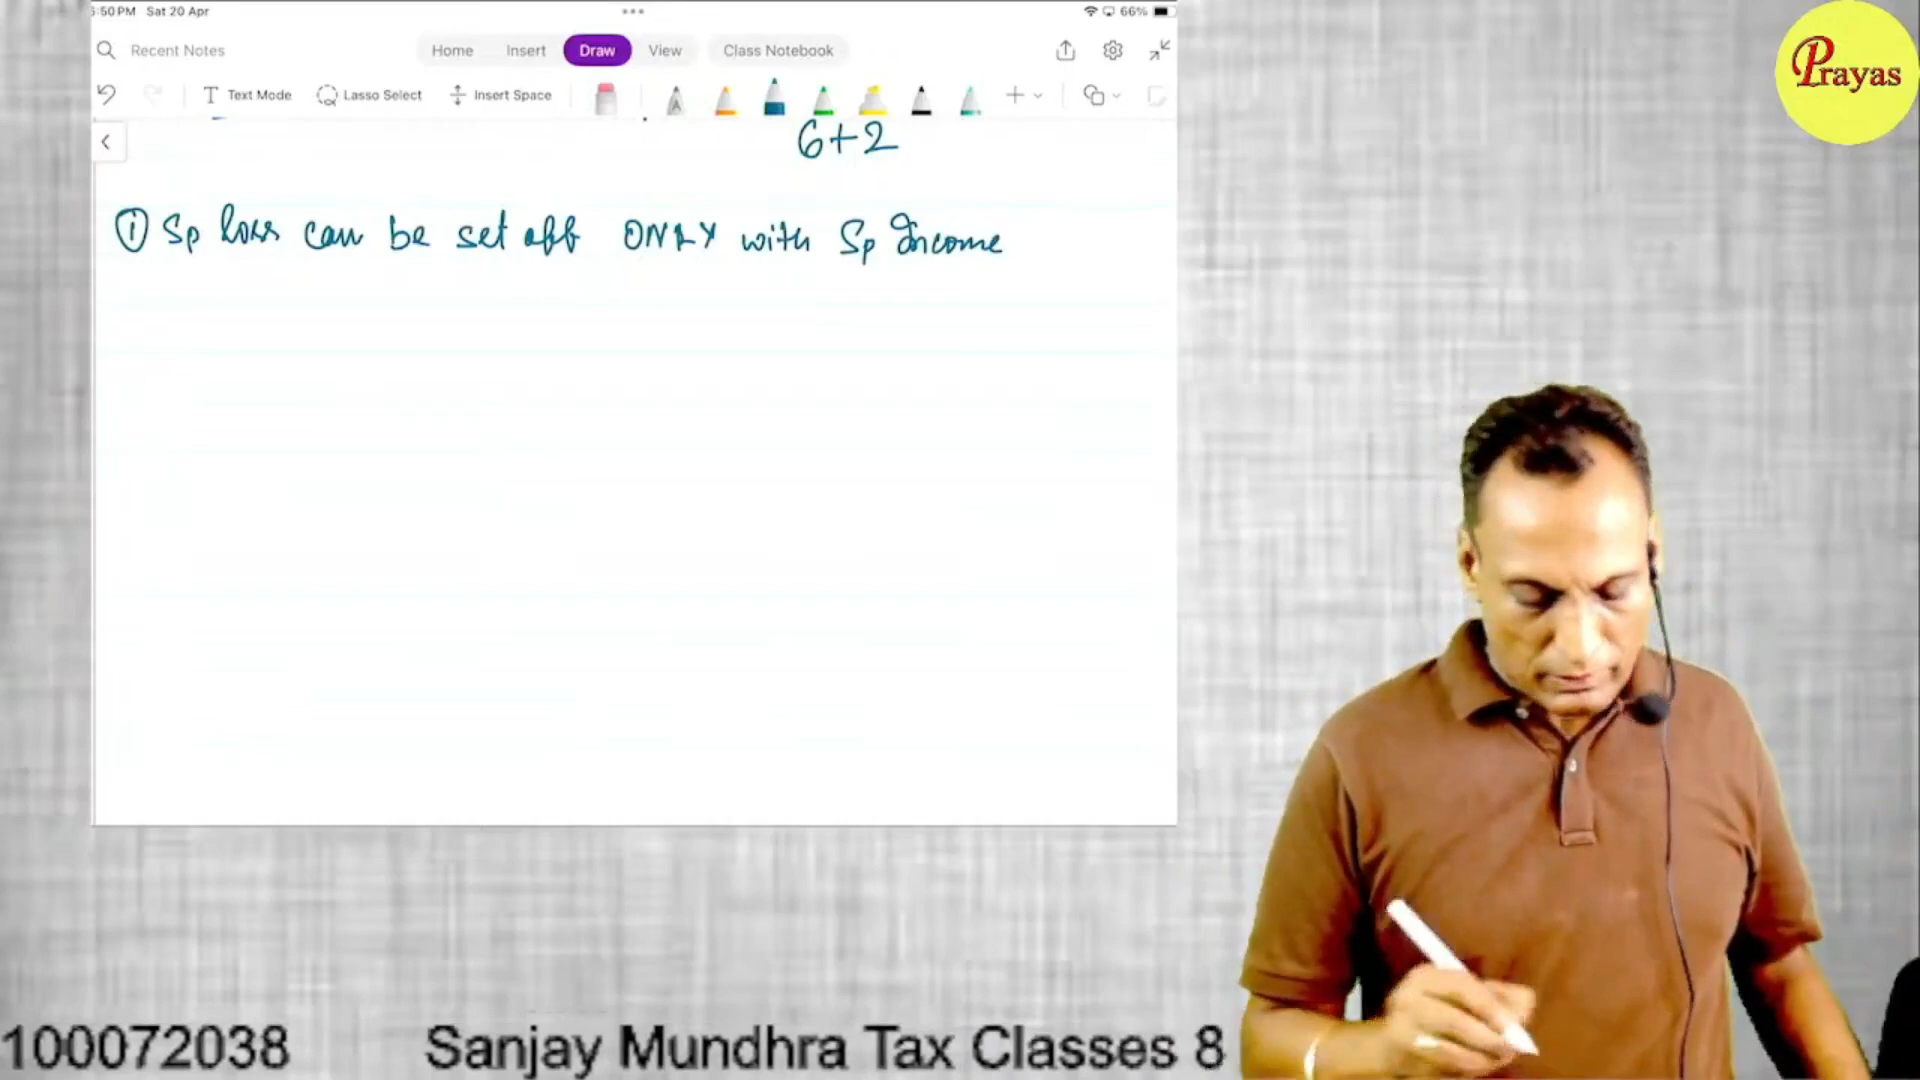 :50 PM Sat 20 Apr
66%
Recent Notes
Home Insert Draw View Class Notebook
Text Mode Lasso Select Insert Space
6+2
① Sp loss can be set off ONLY with Sp Income
Prayas
100072038 Sanjay Mundhra Tax Classes 8